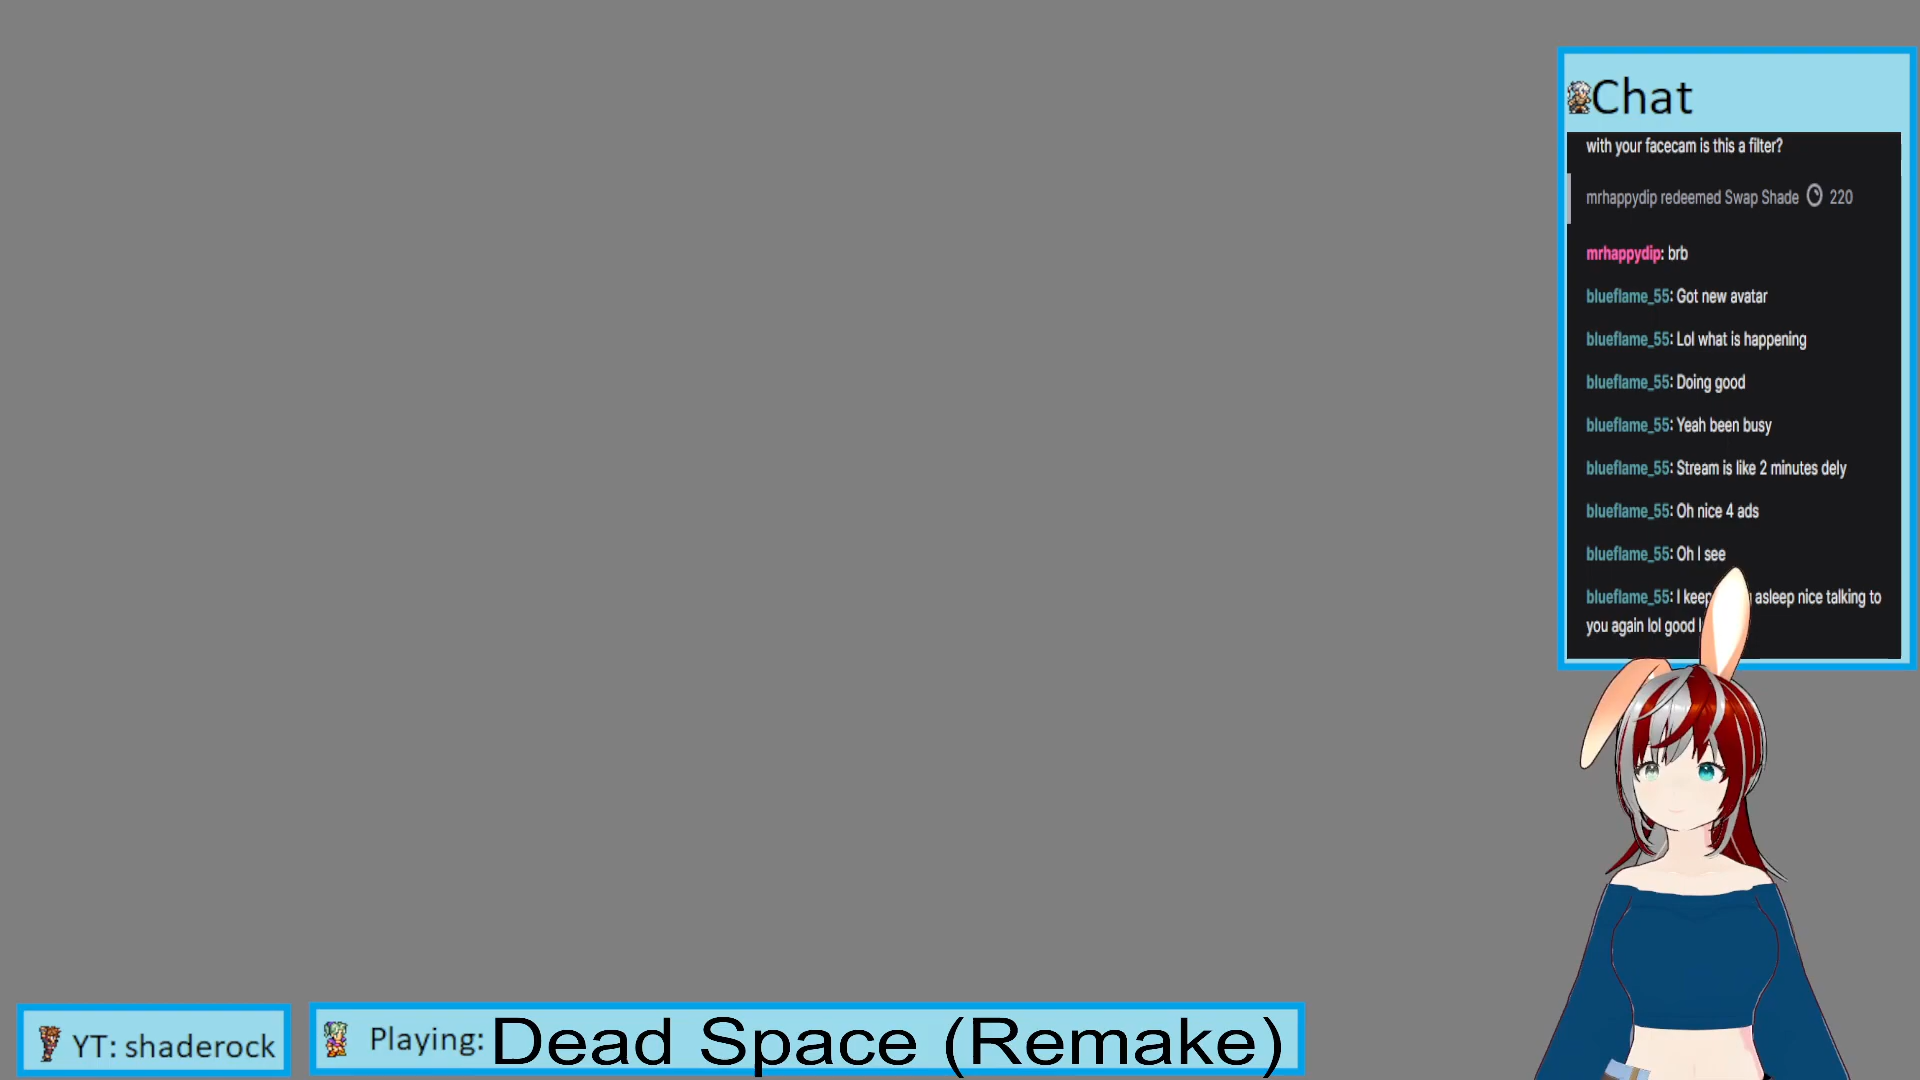 Chat
with your facecam is this a filter?
mrhappydip redeemed Swap Shade 220
mrhappydip: brb
blueflame_55: Got new avatar
blueflame_55: Lol what is happening
blueflame_55: Doing good
blueflame_55: Yeah been busy
blueflame_55: Stream is like 2 minutes dely
blueflame_55: Oh nice 4 ads
blueflame_55: Oh I see
blueflame_55: I keep asleep nice talking to
you again lol good
YT: shaderock
Playing: Dead Space (Remake)